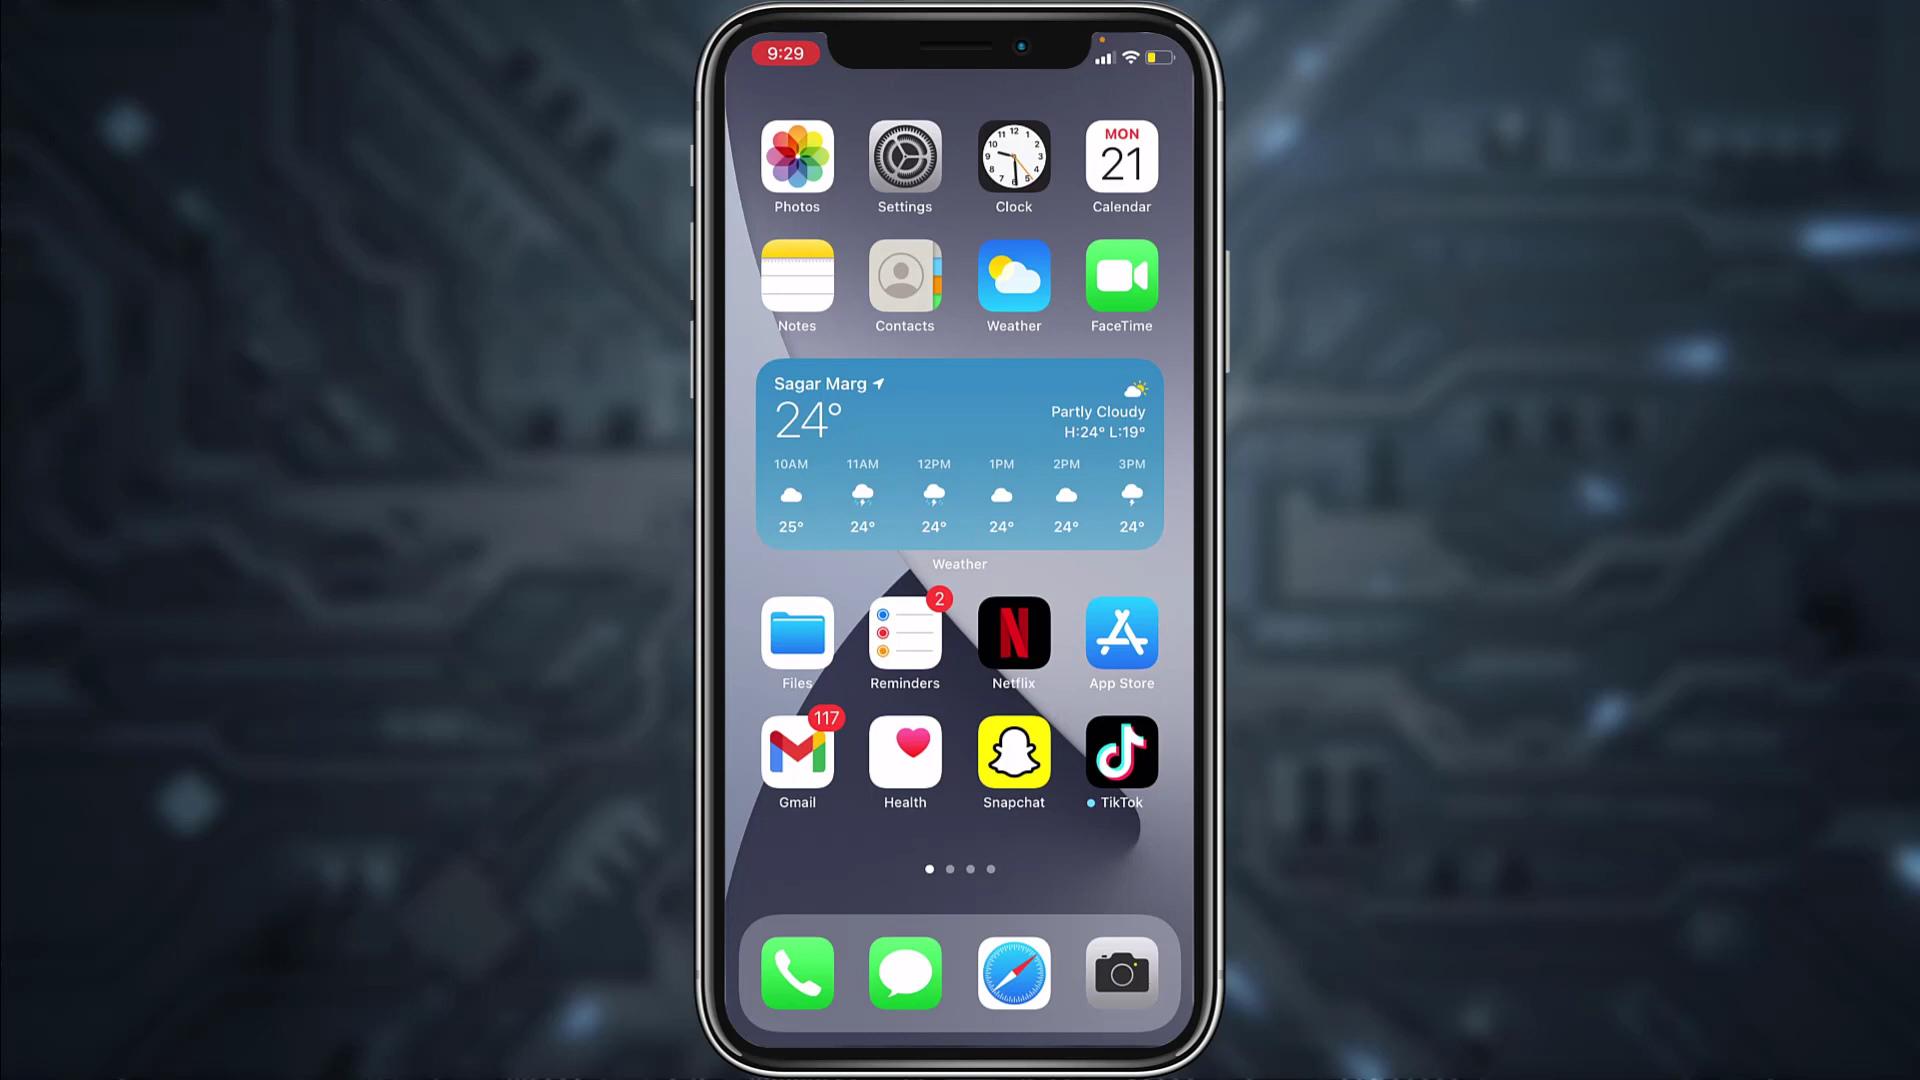 9:29
MON
21
Photos Settings Clock Calendar
Notes Contacts Weather FaceTime
Sagar Marg
24°
Partly Cloudy
H:24° L:19°
10AM 11AM 12PM 1PM 2PM 3PM
25° 24° 24° 24° 24° 24°
Weather
2
Files Reminders Netflix App Store
117
Gmail Health Snapchat TikTok